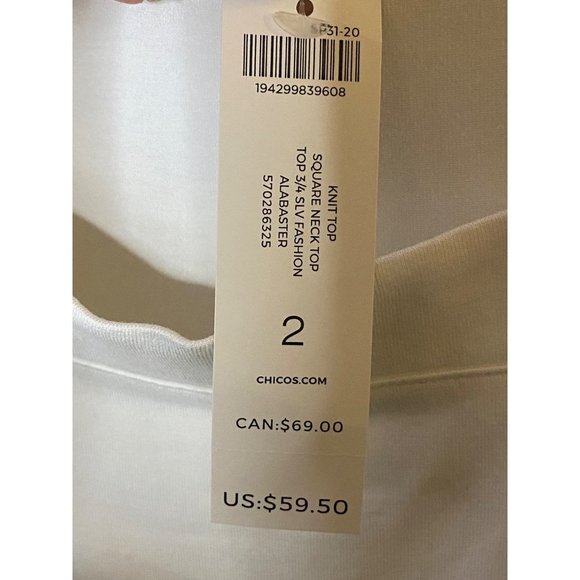 SP31-20
194299839608
KNIT TOP
SQUARE NECK TOP
TOP 3/4 SLV FASHION
ALABASTER
570286325
2
CHICOS.COM
CAN:$69.00
US:$59.50